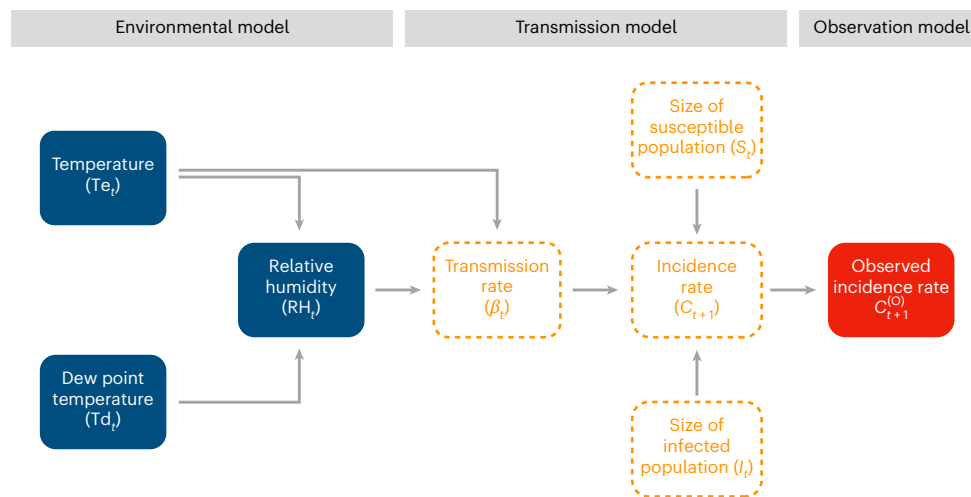 Environmental model
Transmission model
Observation model
Size of
susceptible
population (Sₜ)
Temperature
(Teₜ)
Relative
humidity
(RHₜ)
Transmission
rate
(βₜ)
Incidence
rate
(Cₜ₊₁)
Observed
incidence rate
C⁽ᴼ⁾ₜ₊₁
Dew point
temperature
(Tdₜ)
Size of
infected
population (Iₜ)